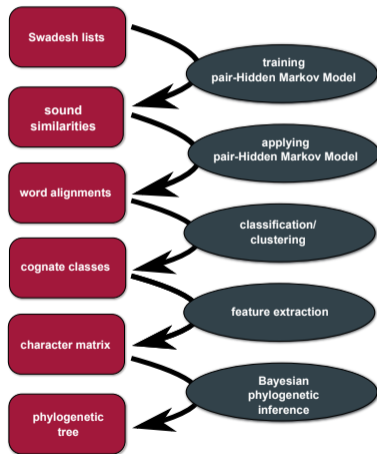 Swadesh lists
training
pair-Hidden Markov Model
sound
similarities
applying
pair-Hidden Markov Model
word alignments
classification/
clustering
cognate classes
feature extraction
character matrix
Bayesian
phylogenetic
inference
phylogenetic
tree